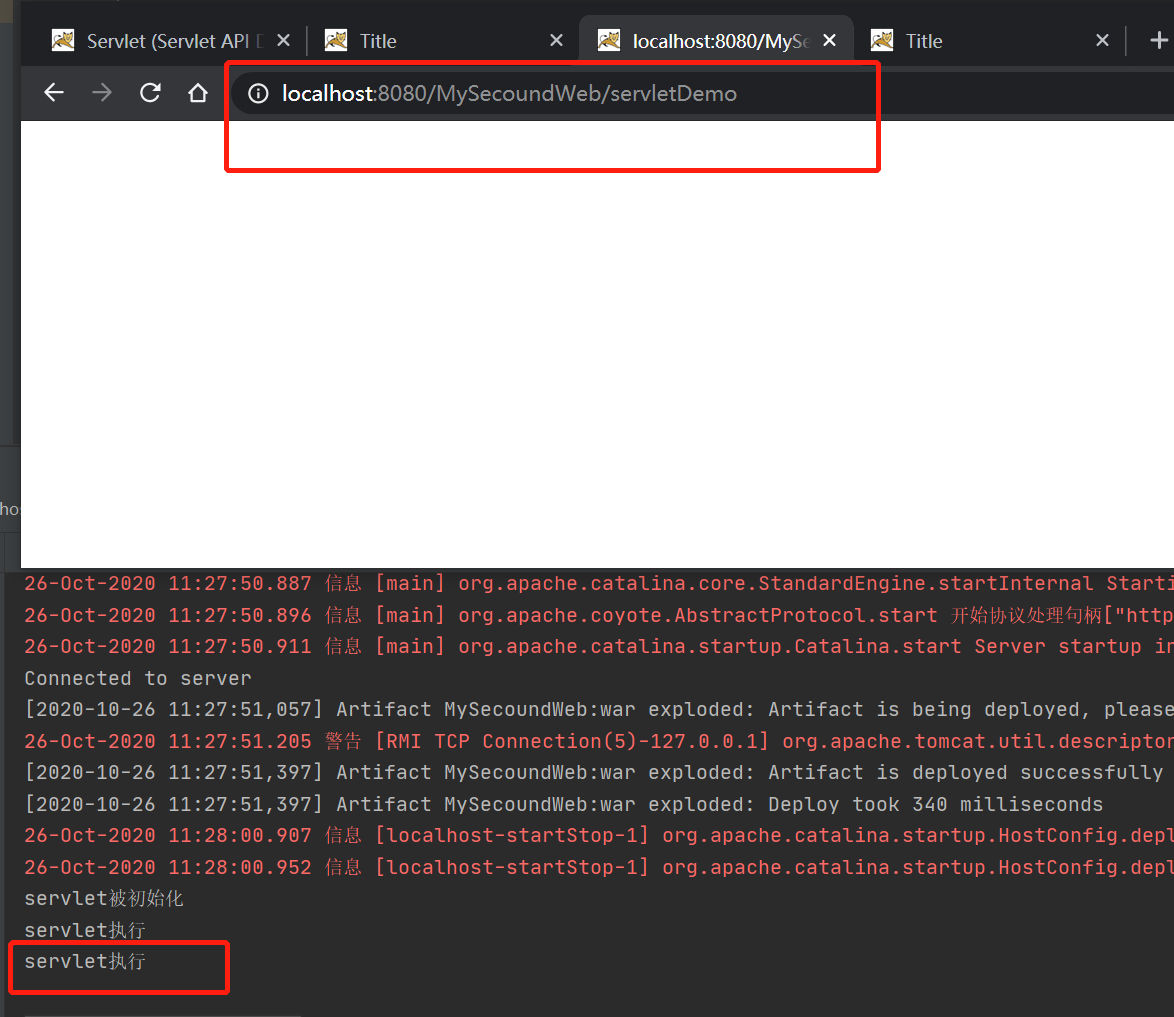 Servlet (Servlet API
Title
localhost:8080/MySe
Title
localhost:8080/MySecoundWeb/servletDemo
hos
26-Oct-2020 11:27:50.887 信息 [main] org.apache.catalina.core.StandardEngine.startInternal Starti
26-Oct-2020 11:27:50.896 信息 [main] org.apache.coyote.AbstractProtocol.start 开始协议处理句柄["http
26-Oct-2020 11:27:50.911 信息 [main] org.apache.catalina.startup.Catalina.start Server startup in
Connected to server
[2020-10-26 11:27:51,057] Artifact MySecoundWeb:war exploded: Artifact is being deployed, please
26-Oct-2020 11:27:51.205 警告 [RMI TCP Connection(5)-127.0.0.1] org.apache.tomcat.util.descriptor
[2020-10-26 11:27:51,397] Artifact MySecoundWeb:war exploded: Artifact is deployed successfully
[2020-10-26 11:27:51,397] Artifact MySecoundWeb:war exploded: Deploy took 340 milliseconds
26-Oct-2020 11:28:00.907 信息 [localhost-startStop-1] org.apache.catalina.startup.HostConfig.depl
26-Oct-2020 11:28:00.952 信息 [localhost-startStop-1] org.apache.catalina.startup.HostConfig.depl
servlet被初始化
servlet执行
servlet执行